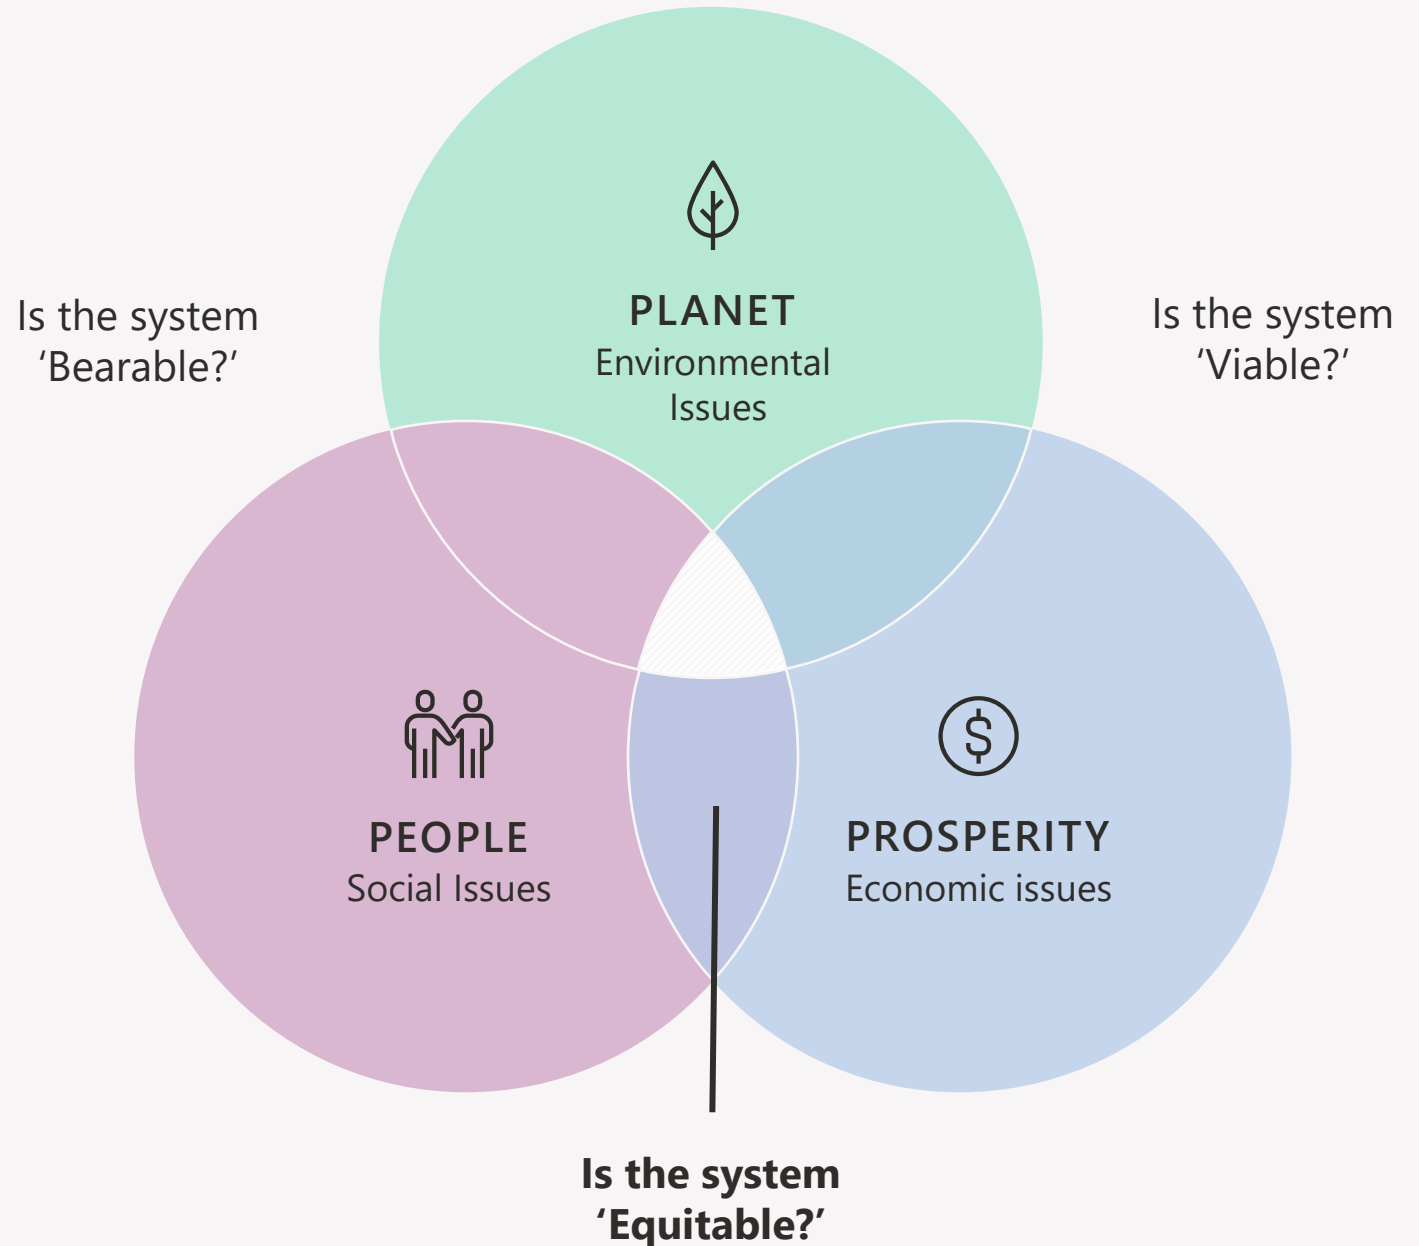 PLANET
Environmental
Issues
Is the system
‘Bearable?’
Is the system
‘Viable?’
PEOPLE
Social Issues
$
PROSPERITY
Economic issues
Is the system
‘Equitable?’